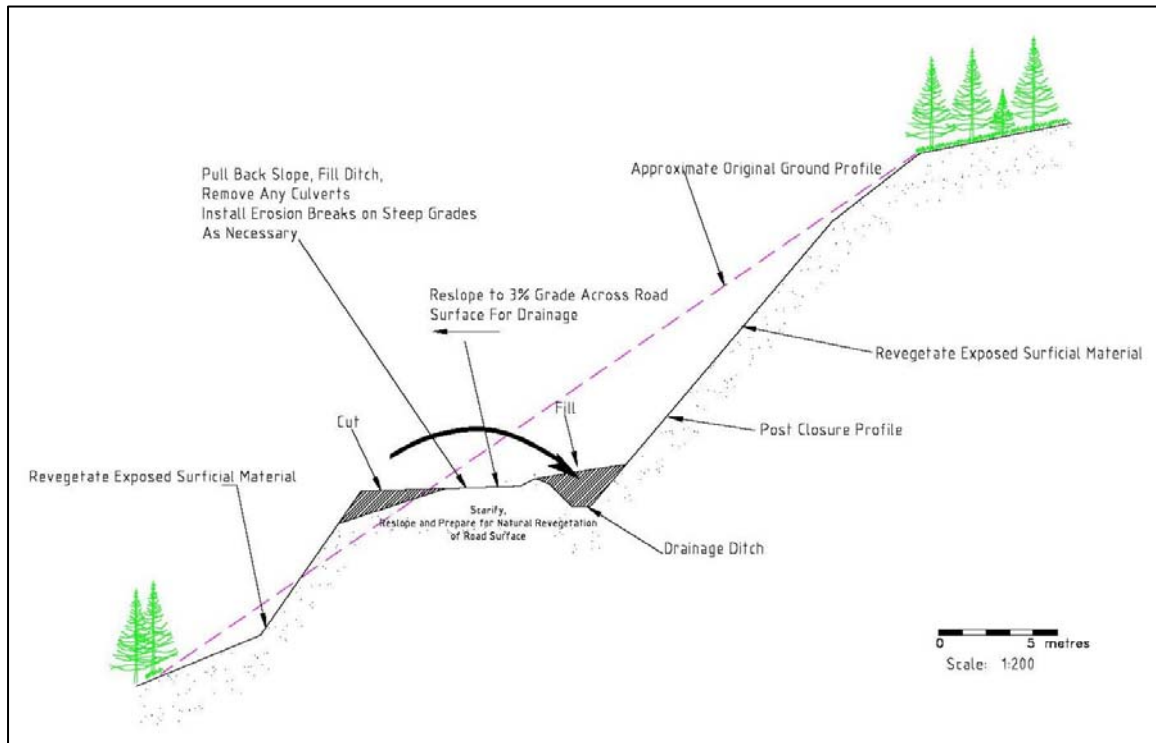 Pull Back Slope, Fill Ditch,
Remove Any Culverts
Install Erosion Breaks on Steep Grades
As Necessary
Approximate Original Ground Profile
Reslope to 3% Grade Across Road
Surface For Drainage
Revegetate Exposed Surficial Material
Cut
Fill
Post Closure Profile
Revegetate Exposed Surficial Material
Scarify,
Reslope and Prepare for Natural Revegetation
of Road Surface
Drainage Ditch
0 5 metres
Scale: 1:200